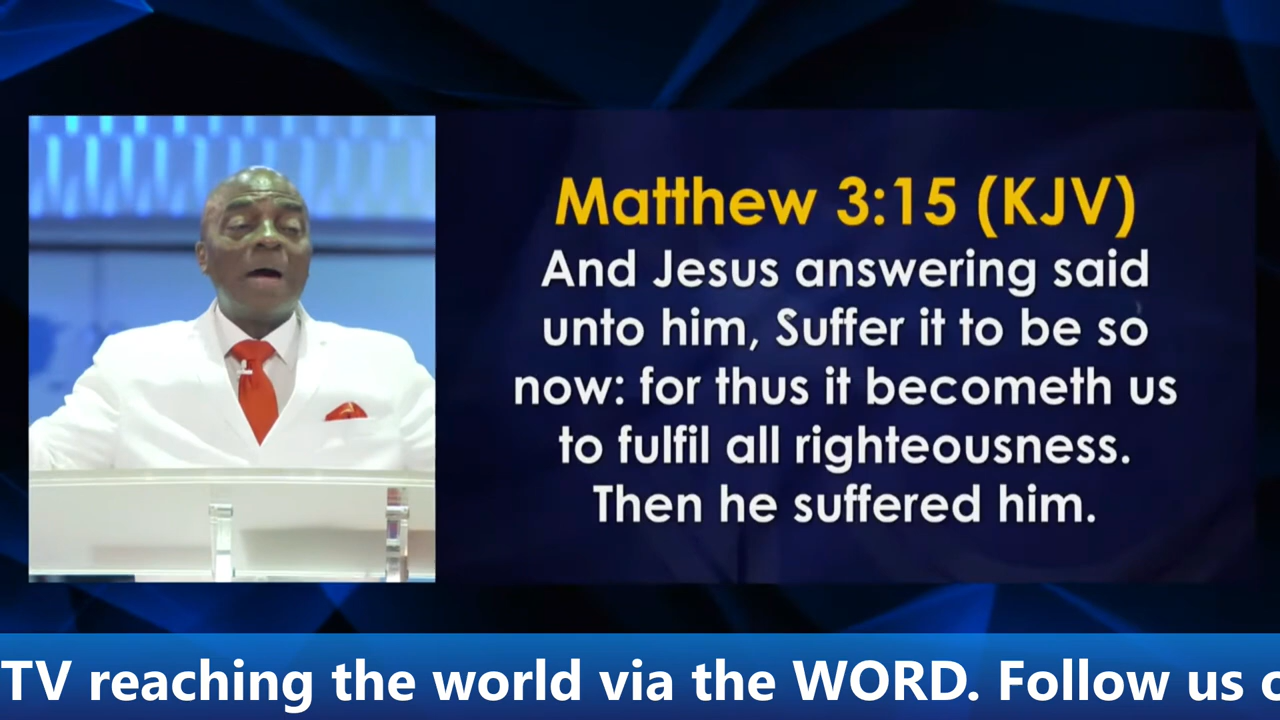 Matthew 3:15 (KJV)
And Jesus answering said
unto him, Suffer it to be so
now: for thus it becometh us
to fulfil all righteousness.
Then he suffered him.
TV reaching the world via the WORD. Follow us